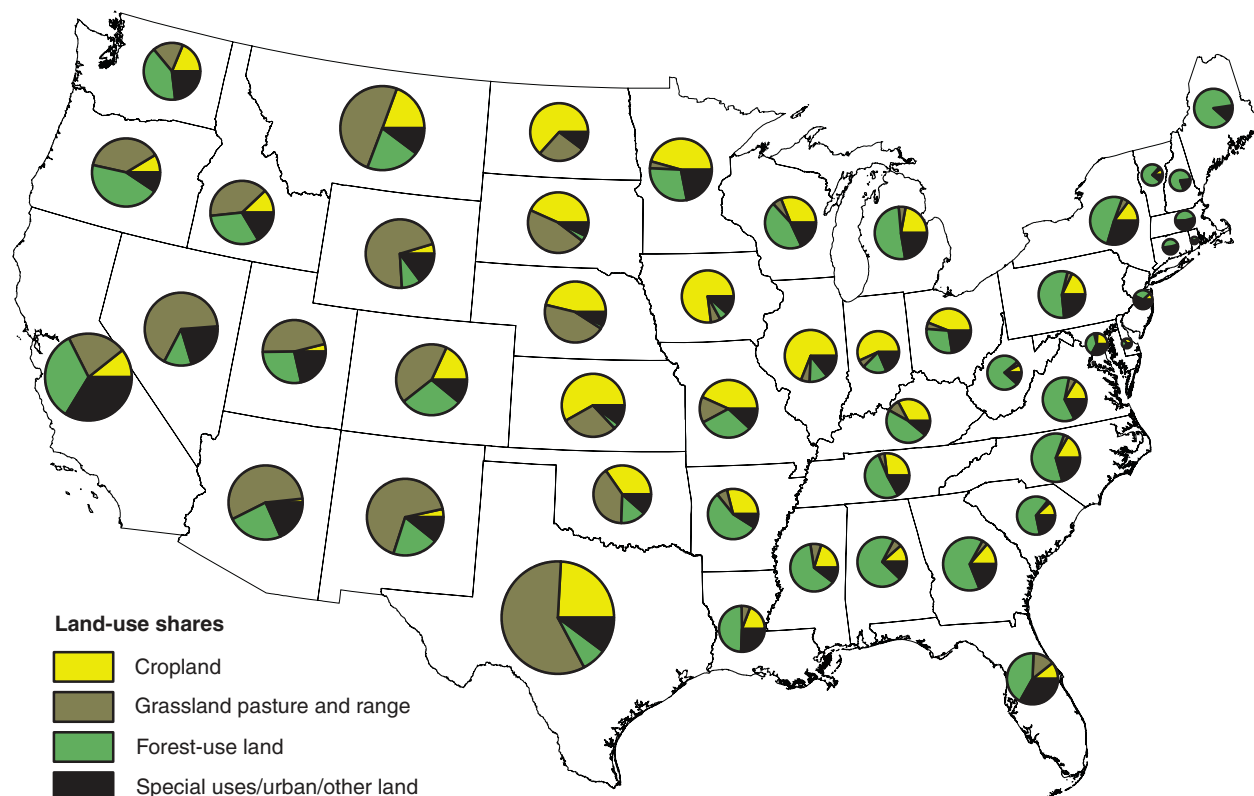 Land-use shares
Cropland
Grassland pasture and range
Forest-use land
Special uses/urban/other land